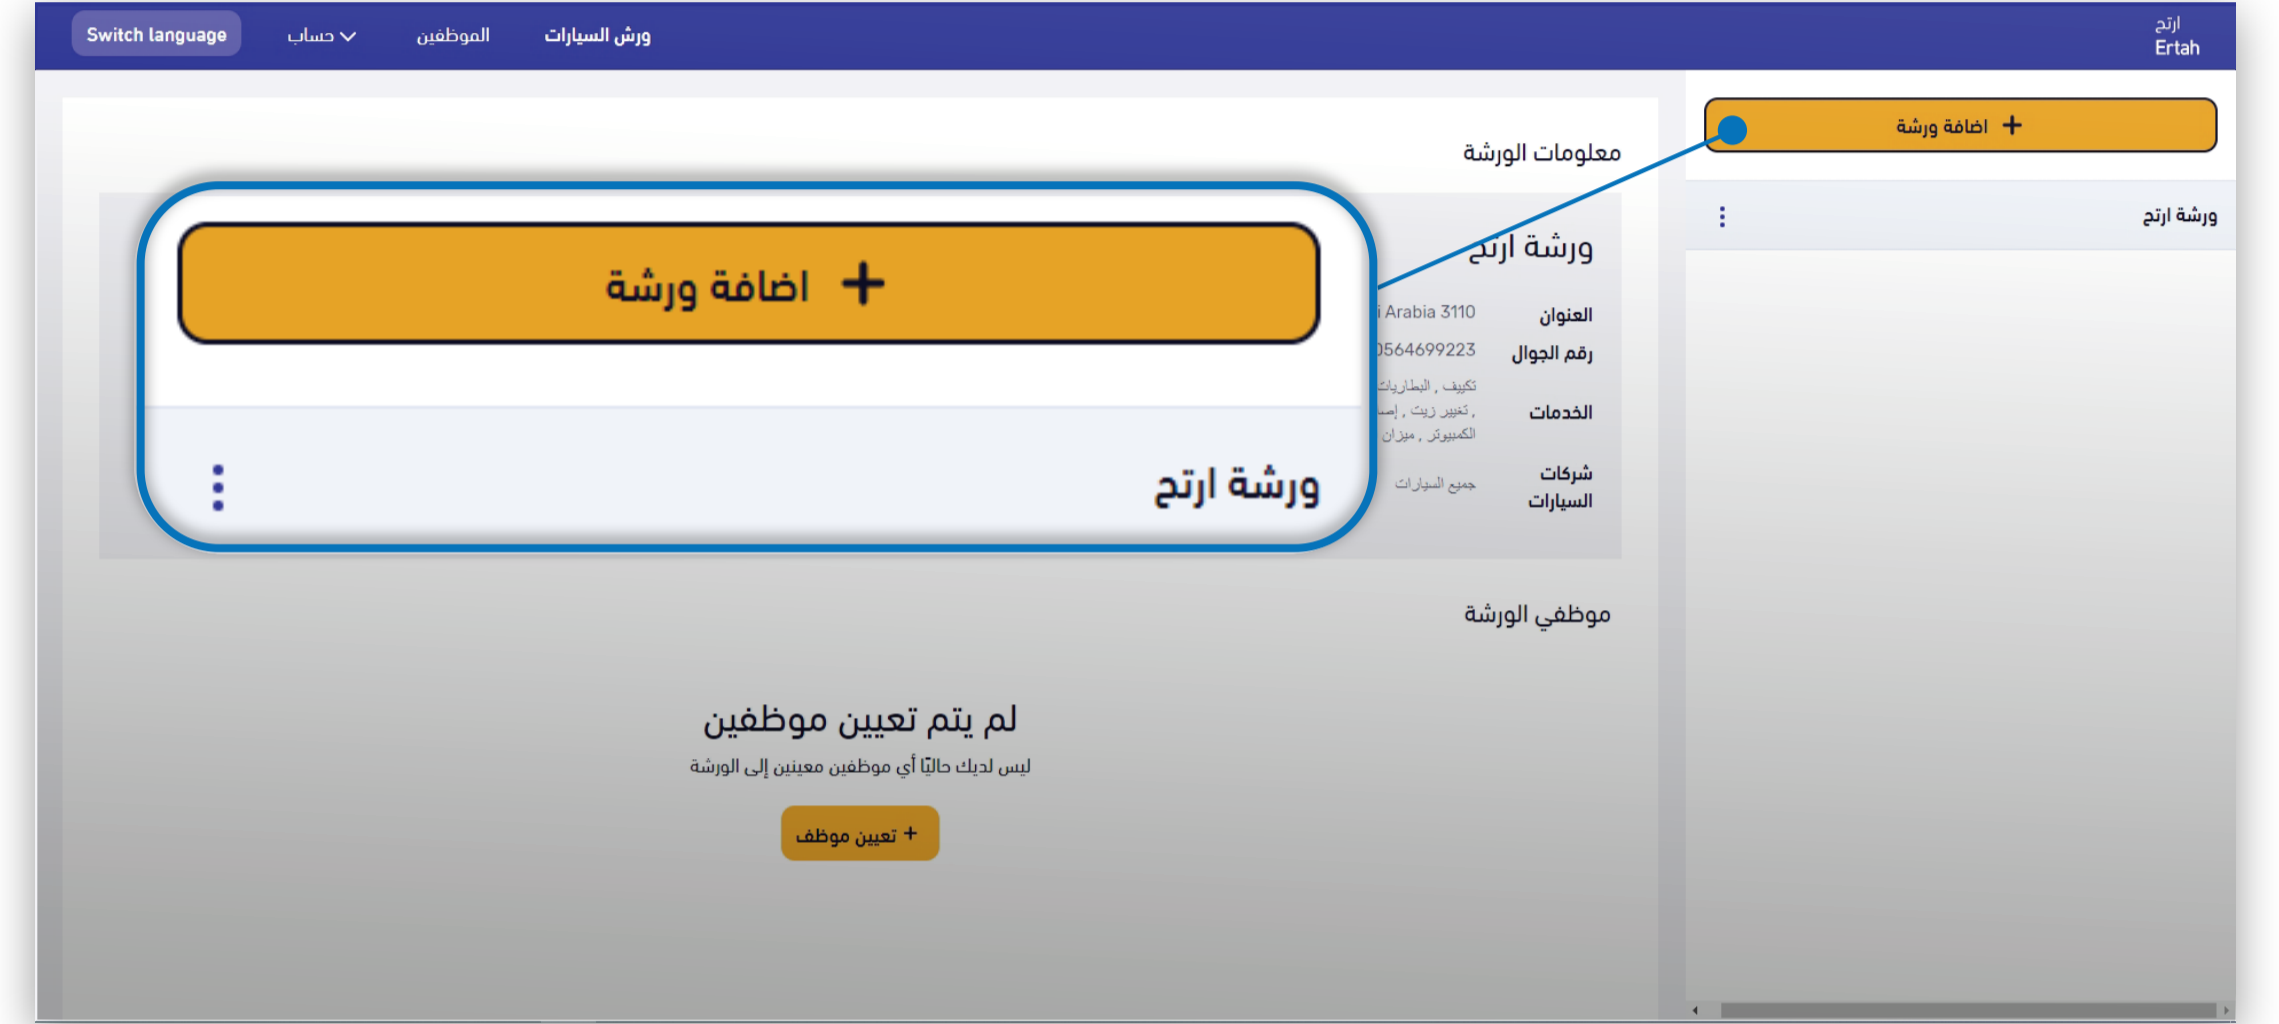 ارتح
Ertah
ورش السيارات
الموظفين
حساب
Switch language
+ اضافة ورشة
ورشة ارتح
معلومات الورشة
ورشة ارتح
العنوان
Arabia 3110
رقم الجوال
564699223
الخدمات
تكييف , البطاريات
, تغيير زيت ,
الكمبيوتر , ميزان
شركات
السيارات
جميع السيارات
+ اضافة ورشة
ورشة ارتح
موظفي الورشة
لم يتم تعيين موظفين
ليس لديك حاليًا أي موظفين معينين إلى الورشة
+ تعيين موظف